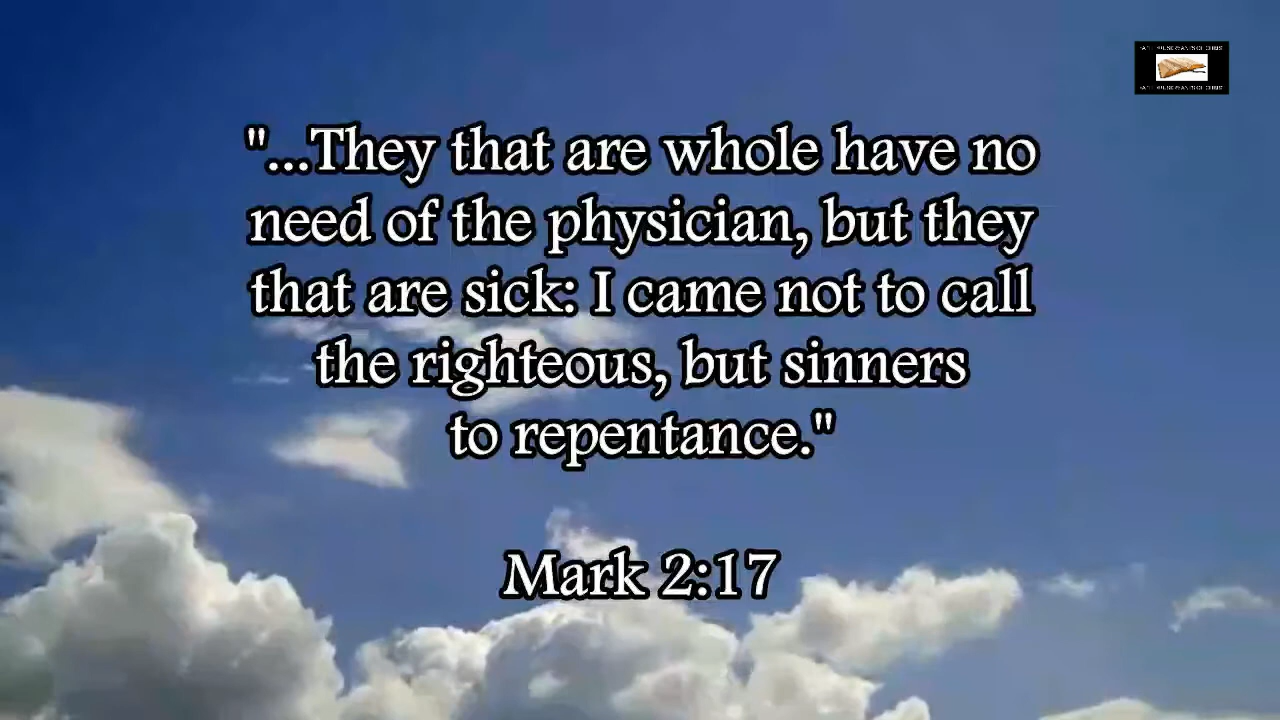 "...They that are whole have no
need of the physician, but they
that are sick: I came not to call
the righteous, but sinners
to repentance."
Mark 2:17